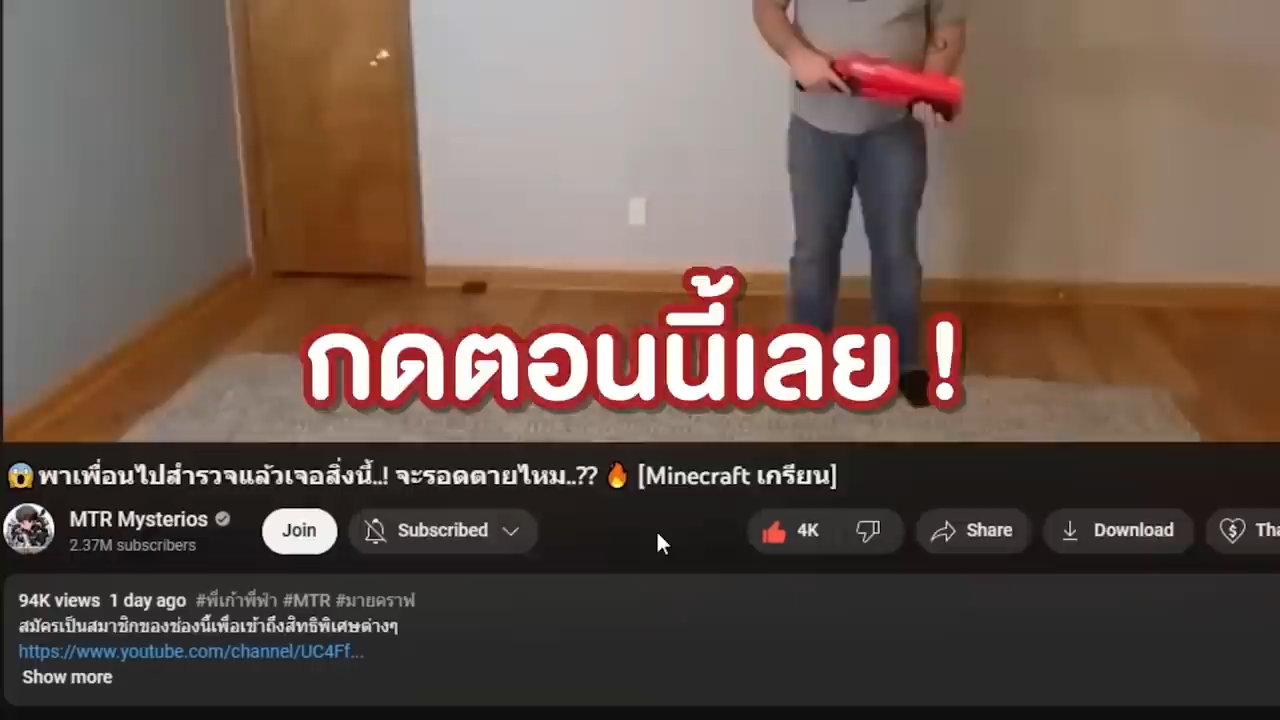 กดตอนนี้เลย !
😱พาเพื่อนไปสำรวจแล้วเจอสิ่งนี้..! จะรอดตายไหม..?? 🔥 [Minecraft เกรียน]
MTR Mysterios
2.37M subscribers
Join
Subscribed
4K
Share
Download
Tha
94K views 1 day ago #พี่เก้าพี่ฟ่า #MTR #มายคราฟ
สมัครเป็นสมาชิกของช่องนี้เพื่อเข้าถึงสิทธิพิเศษต่างๆ
https://www.youtube.com/channel/UC4Ff...
Show more